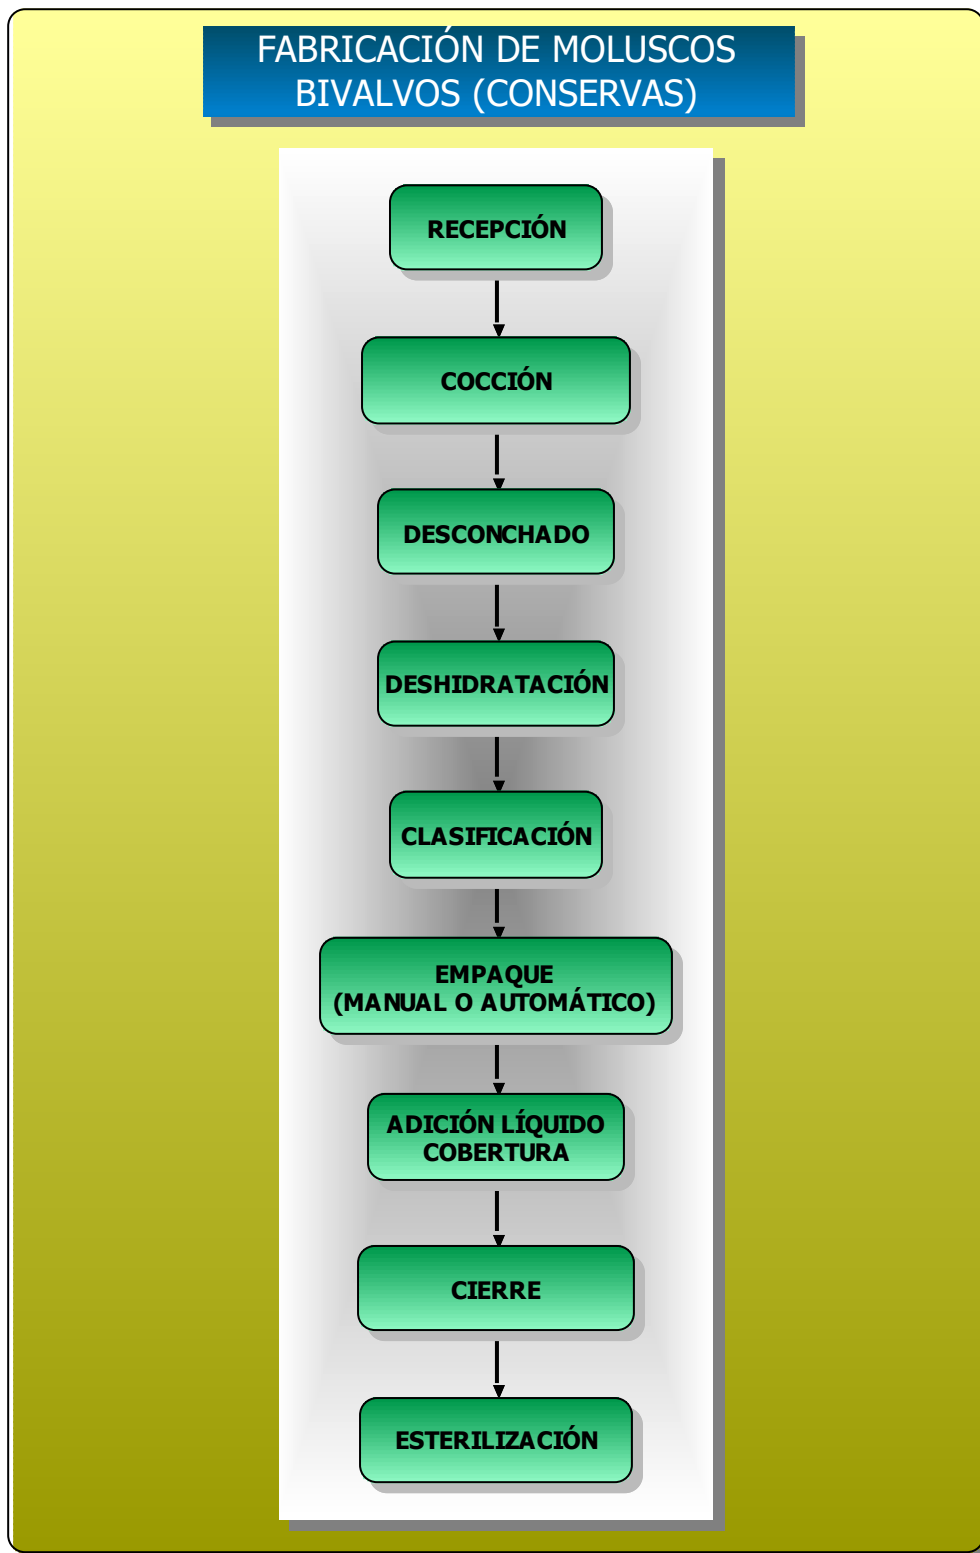 FABRICACIÓN DE MOLUSCOS
BIVALVOS (CONSERVAS)
RECEPCIÓN
COCCIÓN
DESCONCHADO
DESHIDRATACIÓN
CLASIFICACIÓN
EMPAQUE
(MANUAL O AUTOMÁTICO)
ADICIÓN LÍQUIDO
COBERTURA
CIERRE
ESTERILIZACIÓN